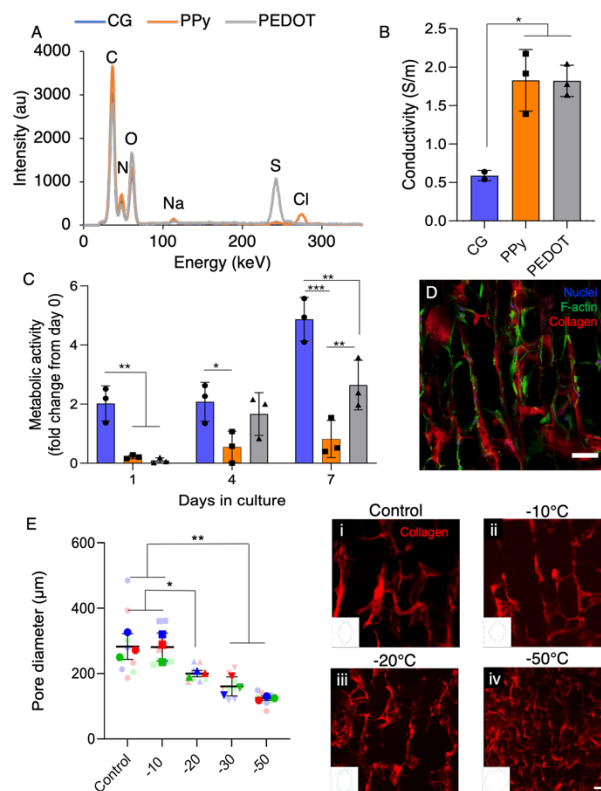 CG PPy PEDOT
A
C
N
O
Na
S
Cl
Intensity (au)
4000
3000
2000
1000
0
0 100 200 300
Energy (keV)
B
*
Conductivity (S/m)
2.5
2.0
1.5
1.0
0.5
0.0
CG
PPy
PEDOT
C
Metabolic activity
(fold change from day 0)
6
4
2
0
**
*
***
**
**
1 4 7
Days in culture
D
Nuclei
F-actin
Collagen
E
Pore diameter (μm)
600
400
200
0
**
*
Control
-10
-20
-30
-50
Control
i
Collagen
-10°C
ii
-20°C
iii
-50°C
iv